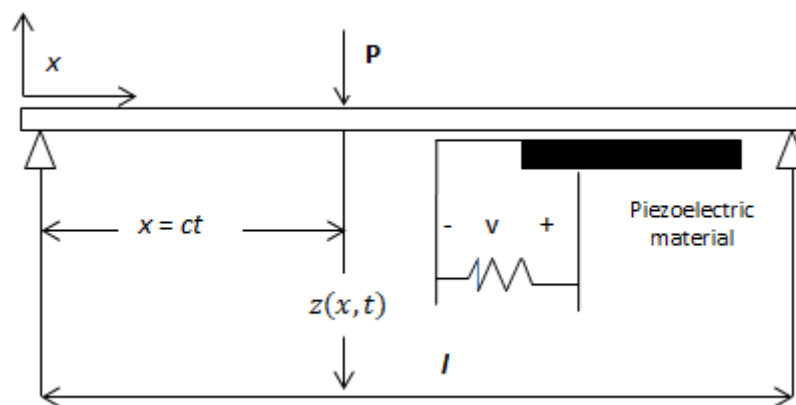 P
x
x = ct
- v +
Piezoelectric
material
z(x, t)
l